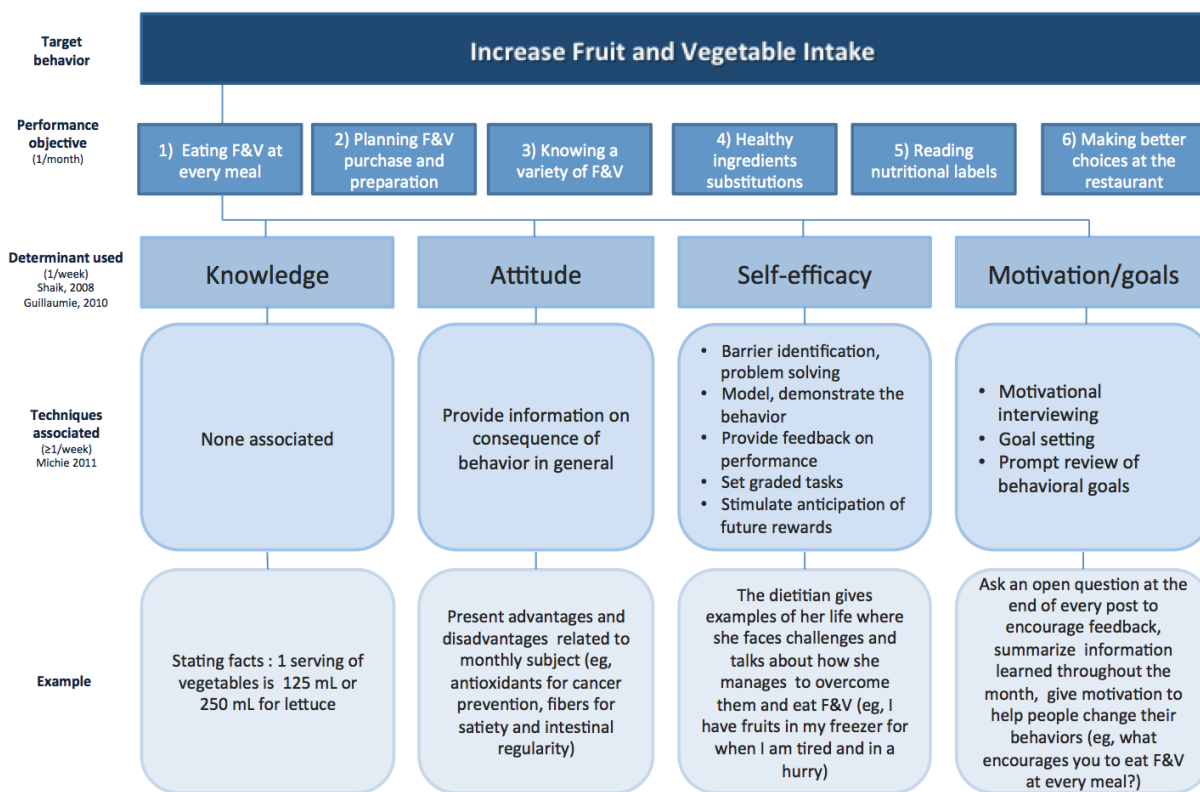 Target
behavior
Increase Fruit and Vegetable Intake
Performance
objective
(1/month)
1) Eating F&V at
every meal
2) Planning F&V
purchase and
preparation
3) Knowing a
variety of F&V
4) Healthy
ingredients
substitutions
5) Reading
nutritional labels
6) Making better
choices at the
restaurant
Determinant used
(1/week)
Shaik, 2008
Guillaumie, 2010
Knowledge
Attitude
Self-efficacy
Motivation/goals
Techniques
associated
(≥1/week)
Michie 2011
None associated
Provide information on
consequence of
behavior in general
• Barrier identification,
problem solving
• Model, demonstrate the
behavior
• Provide feedback on
performance
• Set graded tasks
• Stimulate anticipation of
future rewards
• Motivational
interviewing
• Goal setting
• Prompt review of
behavioral goals
Example
Stating facts : 1 serving of
vegetables is 125 mL or
250 mL for lettuce
Present advantages and
disadvantages related to
monthly subject (eg,
antioxidants for cancer
prevention, fibers for
satiety and intestinal
regularity)
The dietitian gives
examples of her life where
she faces challenges and
talks about how she
manages to overcome
them and eat F&V (eg, I
have fruits in my freezer for
when I am tired and in a
hurry)
Ask an open question at the
end of every post to
encourage feedback,
summarize information
learned throughout the
month, give motivation to
help people change their
behaviors (eg, what
encourages you to eat F&V
at every meal?)